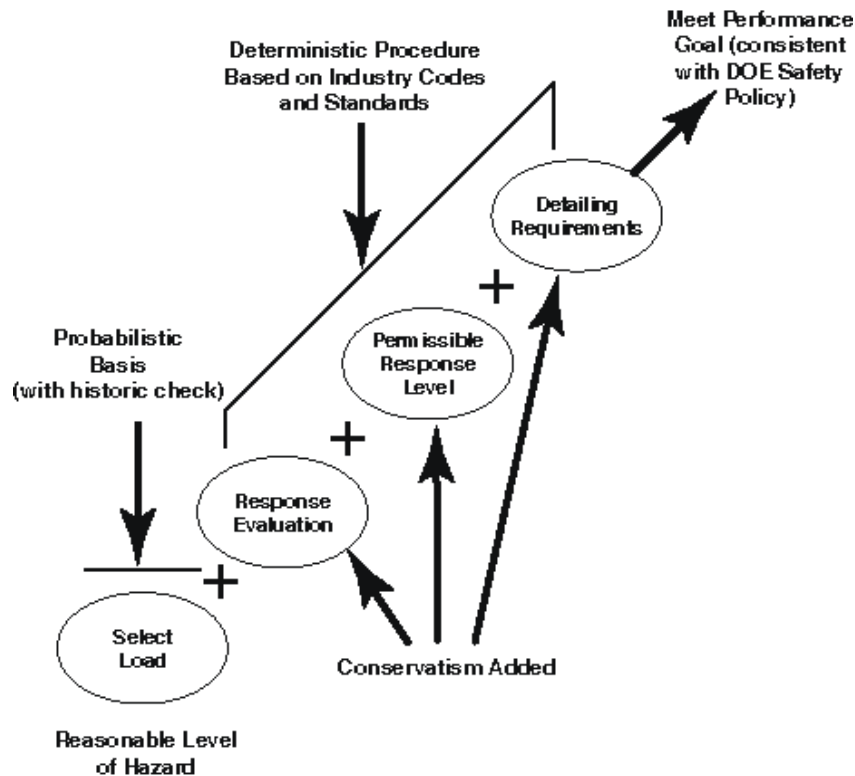 Meet Performance
Goal (consistent
with DOE Safety
Policy)
Deterministic Procedure
Based on Industry Codes
and Standards
Detailing
Requirements
+
Probabilistic
Basis
(with historic check)
Permissible
Response
Level
+
Response
Evaluation
+
Select
Load
Conservatism Added
Reasonable Level
of Hazard